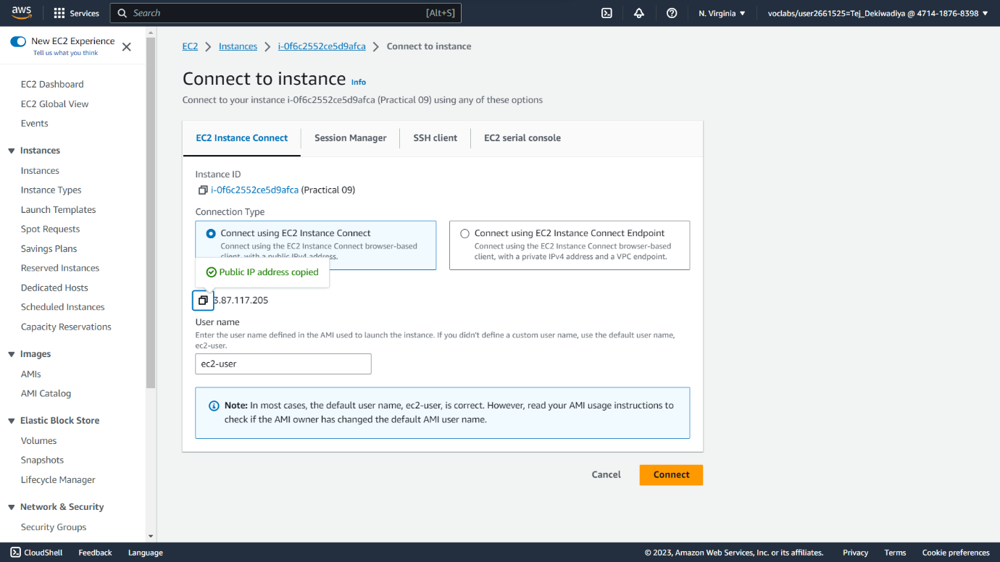 aws
Services
Search
[Alt+S]
N. Virginia
voclabs/user2661525=Tej_Dekiwadiya @ 4714-1876-8398
New EC2 Experience
Tell us what you think
EC2 Dashboard
EC2 Global View
Events
Instances
Instances
Instance Types
Launch Templates
Spot Requests
Savings Plans
Reserved Instances
Dedicated Hosts
Scheduled Instances
Capacity Reservations
Images
AMIs
AMI Catalog
Elastic Block Store
Volumes
Snapshots
Lifecycle Manager
Network & Security
Security Groups
EC2 > Instances > i-0f6c2552ce5d9afca > Connect to instance
Connect to instance Info
Connect to your instance i-0f6c2552ce5d9afca (Practical 09) using any of these options
EC2 Instance Connect
Session Manager
SSH client
EC2 serial console
Instance ID
i-0f6c2552ce5d9afca (Practical 09)
Connection Type
Connect using EC2 Instance Connect
Connect using the EC2 Instance Connect browser-based
client, with a public IPv4 address.
Connect using EC2 Instance Connect Endpoint
Connect using the EC2 Instance Connect browser-based
client, with a private IPv4 address and a VPC endpoint.
Public IP address copied
3.87.117.205
User name
Enter the user name defined in the AMI used to launch the instance. If you didn't define a custom user name, use the default user name,
ec2-user.
ec2-user
Note: In most cases, the default user name, ec2-user, is correct. However, read your AMI usage instructions to
check if the AMI owner has changed the default AMI user name.
Cancel
Connect
CloudShell
Feedback
Language
© 2023, Amazon Web Services, Inc. or its affiliates.
Privacy
Terms
Cookie preferences